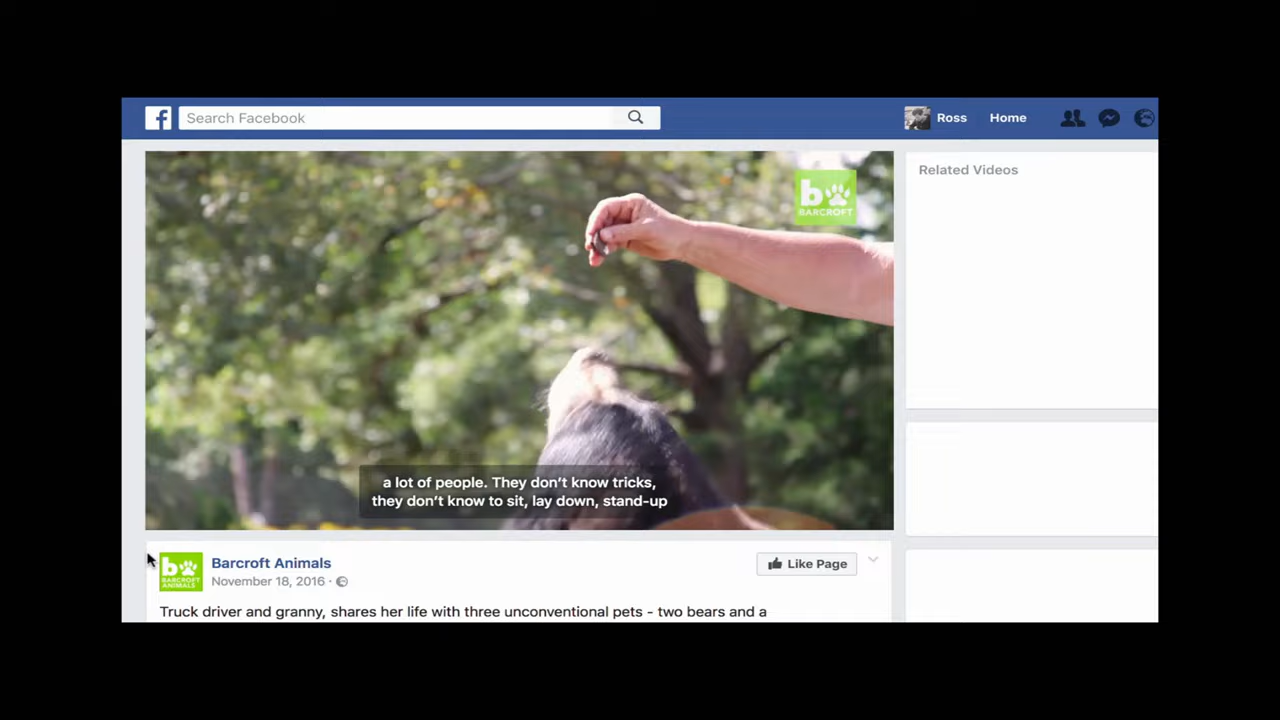 Search Facebook
Ross Home
b BARCROFT
Related Videos
a lot of people. They don't know tricks,
they don't know to sit, lay down, stand-up
b BARCROFT ANIMALS
Barcroft Animals
Like Page
November 18, 2016 ·
Truck driver and granny, shares her life with three unconventional pets - two bears and a